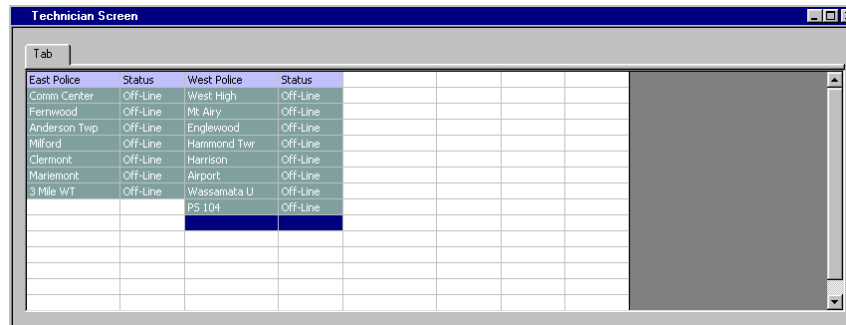 Technician Screen
Tab
East Police Status West Police Status
Comm Center Off-Line West High Off-Line
Fernwood Off-Line Mt Airy Off-Line
Anderson Twp Off-Line Englewood Off-Line
Milford Off-Line Hammond Twr Off-Line
Clermont Off-Line Harrison Off-Line
Mariemont Off-Line Airport Off-Line
3 Mile WT Off-Line Wassamata U Off-Line
PS 104 Off-Line